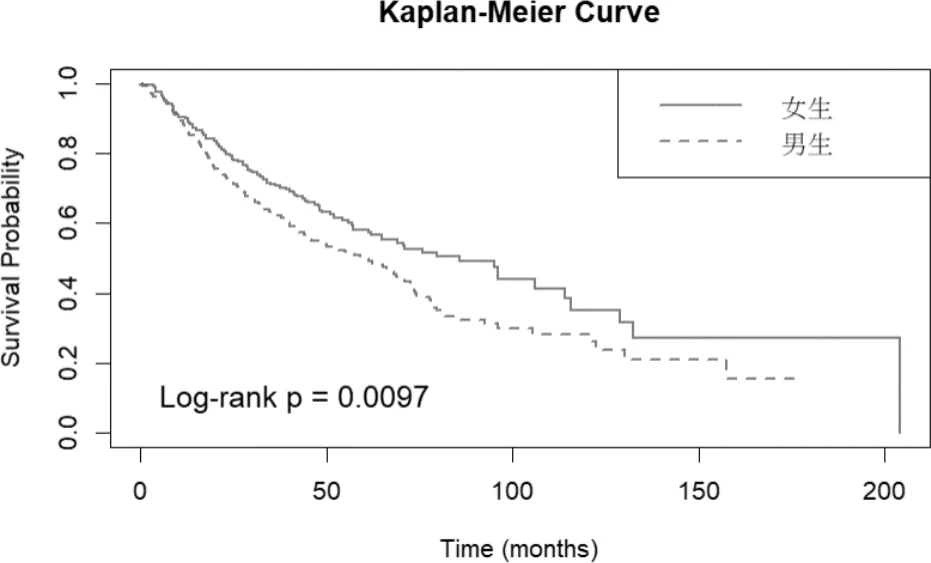 Kaplan-Meier Curve
女生
男生
Survival Probability
1.0
0.8
0.6
0.4
0.2
0.0
Log-rank p = 0.0097
0 50 100 150 200
Time (months)